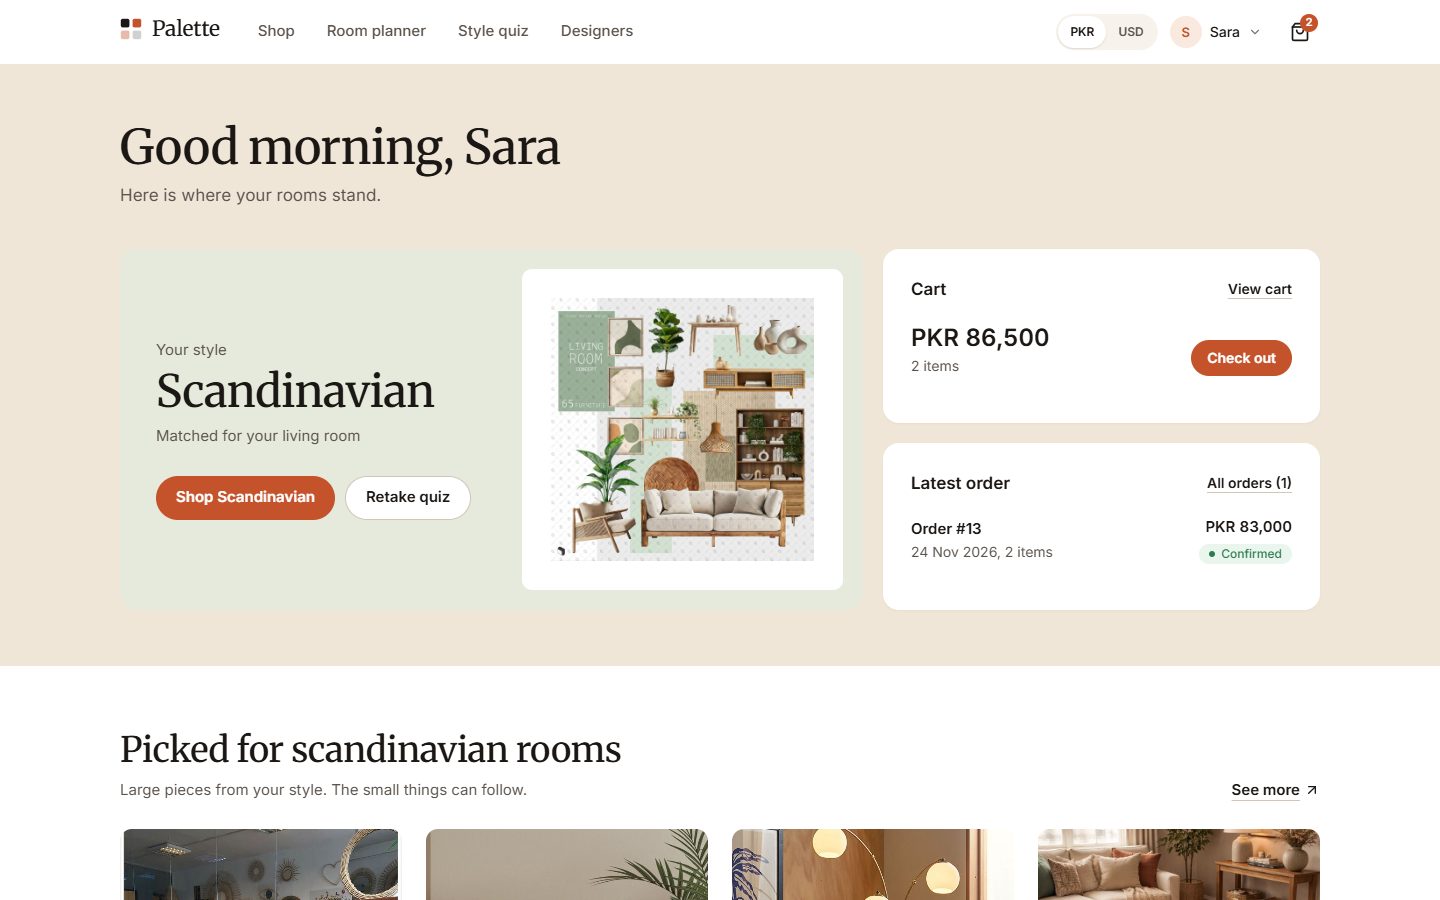 Palette
Shop
Room planner
Style quiz
Designers
PKR
USD
S
Sara
2
Good morning, Sara
Here is where your rooms stand.
Your style
Scandinavian
Matched for your living room
Shop Scandinavian
Retake quiz
LIVING
ROOM
CONCEPT
65
Cart
View cart
PKR 86,500
2 items
Check out
Latest order
All orders (1)
Order #13
PKR 83,000
24 Nov 2026, 2 items
Confirmed
Picked for scandinavian rooms
Large pieces from your style. The small things can follow.
See more